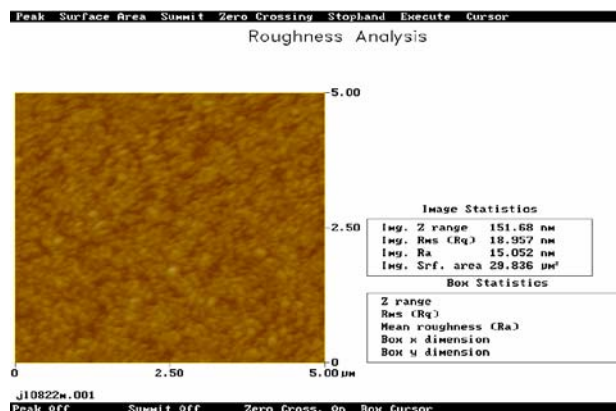 Peak Surface Area Summit Zero Crossing Stopband Execute Cursor
Roughness Analysis
5.00
2.50
0
0 2.50 5.00 µm
Image Statistics
Img. Z range 151.68 nm
Img. Rms (Rq) 18.957 nm
Img. Ra 15.052 nm
Img. Srf. area 29.836 µm²
Box Statistics
Z range
Rms (Rq)
Mean roughness (Ra)
Box x dimension
Box y dimension
jl0822m.001
Peak Off Summit Off Zero Cross. On Box Cursor